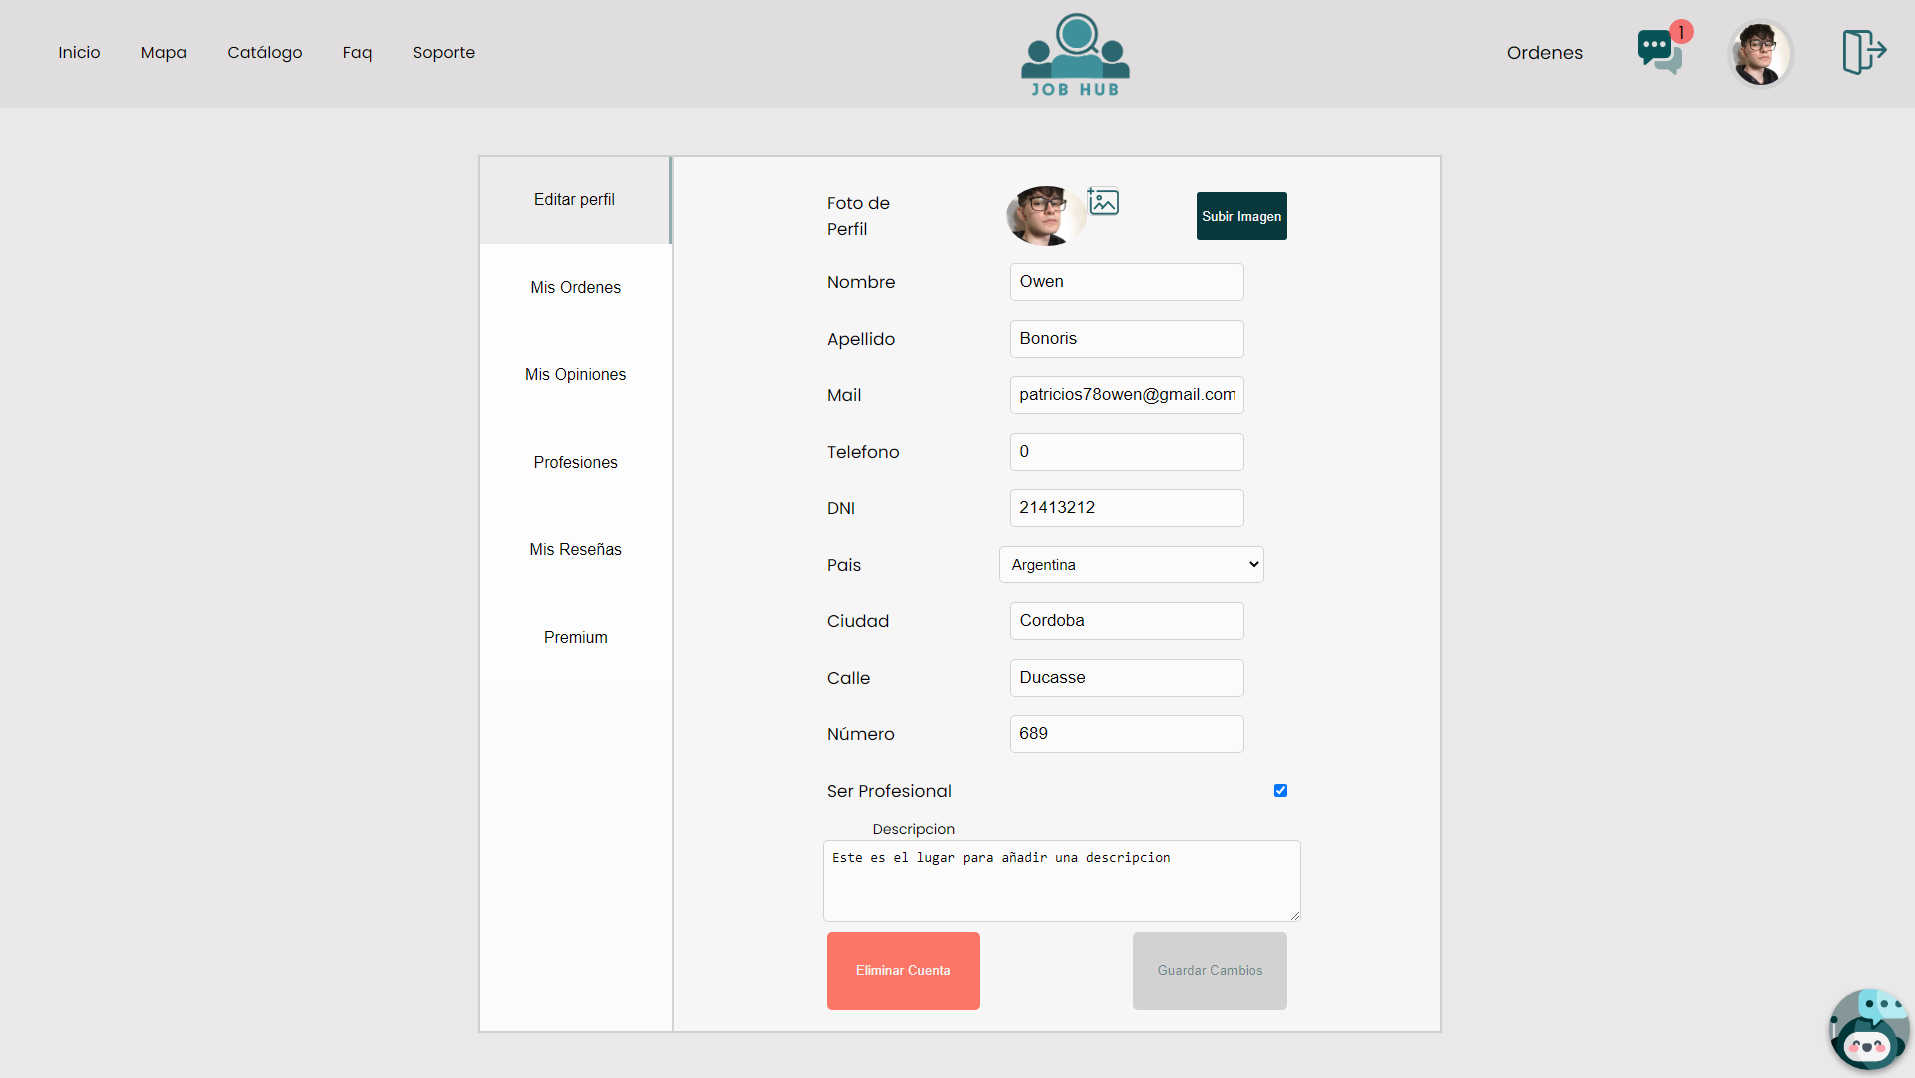 Inicio
Mapa
Catálogo
Faq
Soporte
JOB HUB
Ordenes
1
Editar perfil
Mis Ordenes
Mis Opiniones
Profesiones
Mis Reseñas
Premium
Foto de
Perfil
Subir Imagen
Nombre
Owen
Apellido
Bonoris
Mail
patricios78owen@gmail.com
Telefono
0
DNI
21413212
Pais
Argentina
Ciudad
Cordoba
Calle
Ducasse
Número
689
Ser Profesional
Descripcion
Este es el lugar para añadir una descripcion
Eliminar Cuenta
Guardar Cambios